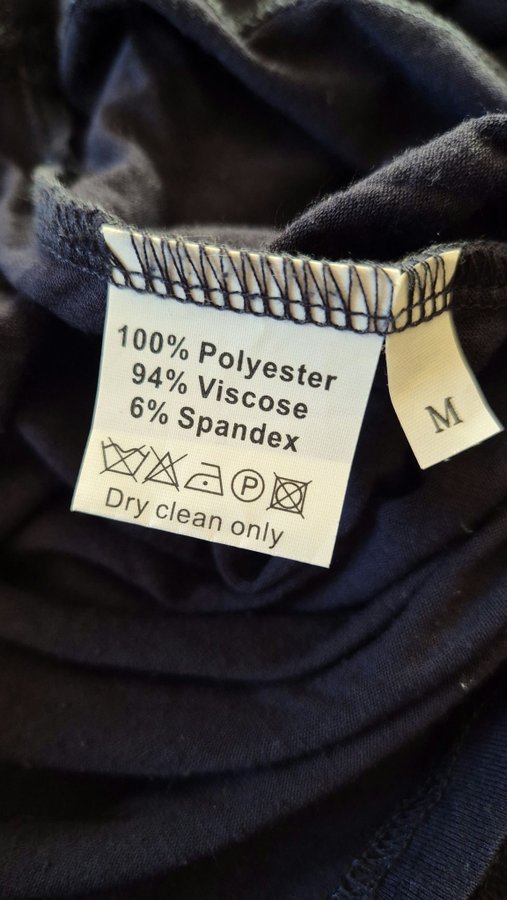 100% Polyester
94% Viscose
6% Spandex
P
Dry clean only
M